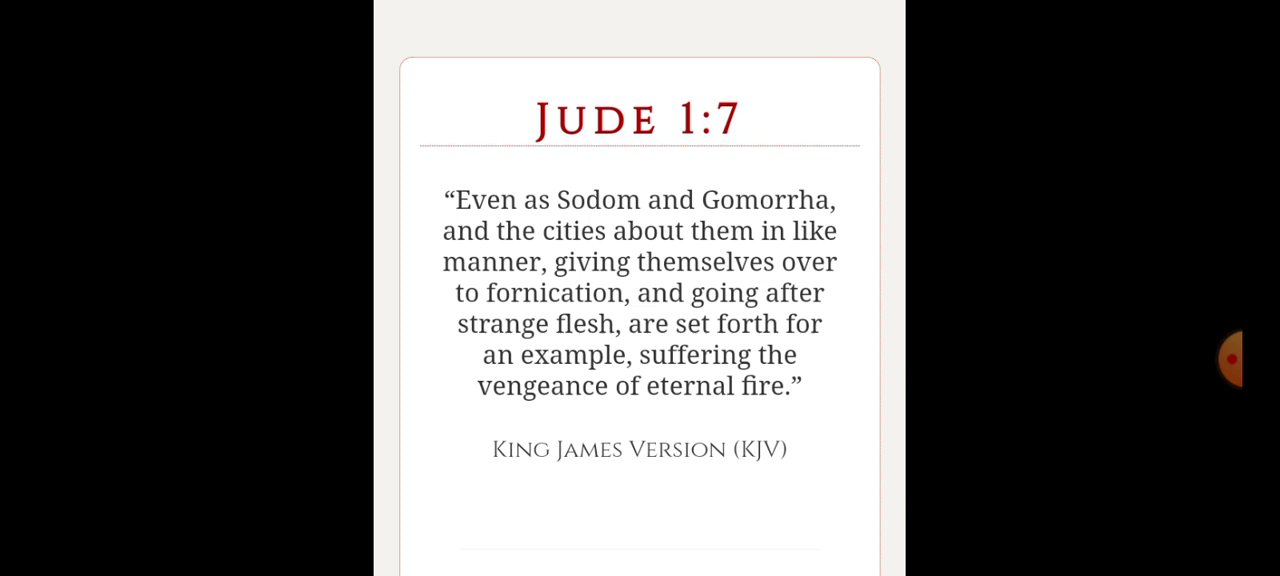 Jude 1:7
“Even as Sodom and Gomorrha,
and the cities about them in like
manner, giving themselves over
to fornication, and going after
strange flesh, are set forth for
an example, suffering the
vengeance of eternal fire.”
King James Version (KJV)